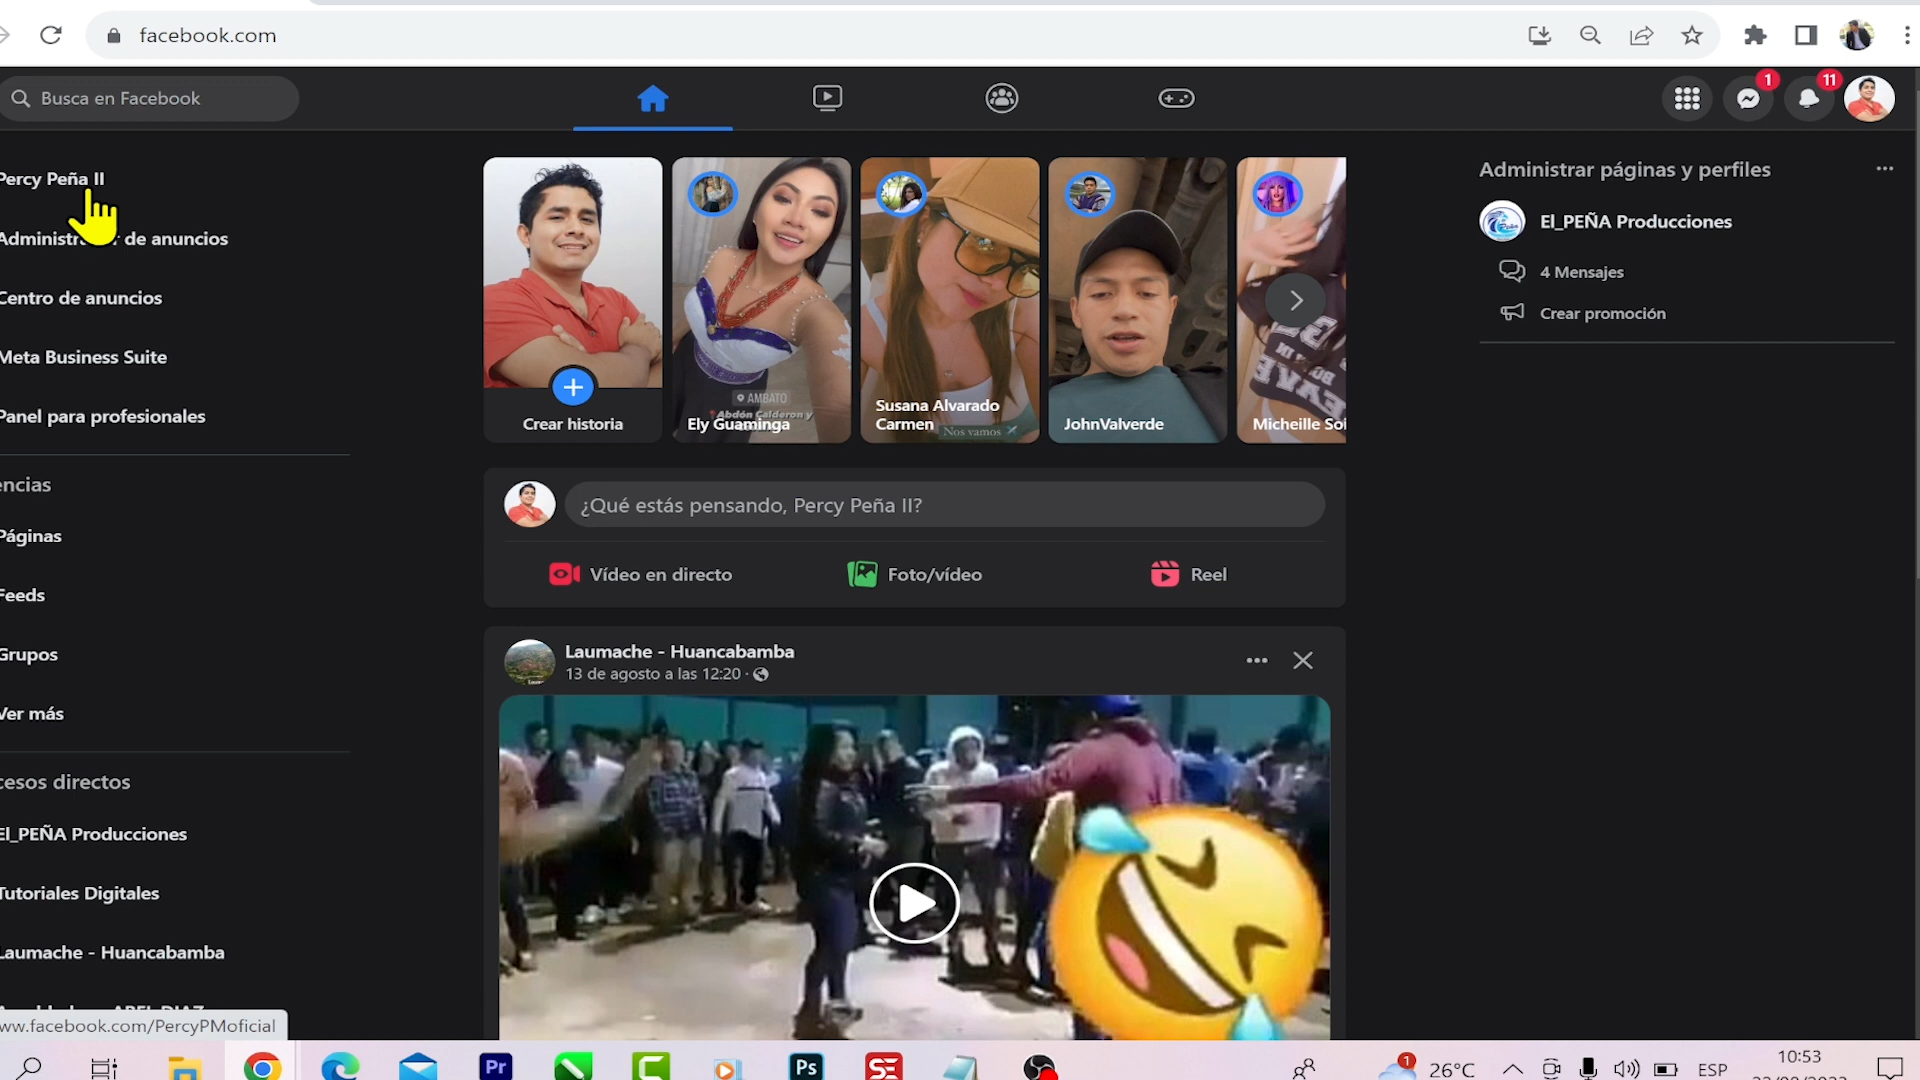 facebook.com
Busca en Facebook
1
11
Percy Peña II
de anuncios
Centro de anuncios
Meta Business Suite
Panel para profesionales
encias
Páginas
Feeds
Grupos
Ver más
cesos directos
El_PEÑA Producciones
Tutoriales Digitales
Laumache - Huancabamba
ww.facebook.com/PercyPMoficial
Crear historia
AMBATO
Abdón Calderon y
Ely Guaminga
Susana Alvarado
Carmen
Nos vamos
JohnValverde
Micheille Sol
¿Qué estás pensando, Percy Peña II?
Vídeo en directo
Foto/vídeo
Reel
Laumache - Huancabamba
13 de agosto a las 12:20 ·
Administrar páginas y perfiles
El_PEÑA Producciones
4 Mensajes
Crear promoción
Pr
Ps
SE
1
26°C
ESP
10:53